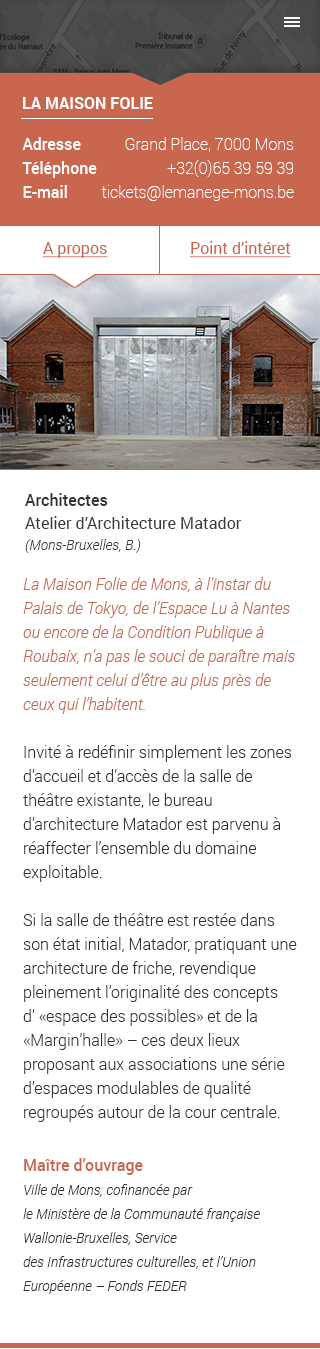 l'Ecologie
ée du Hainaut
Tribunal de
Première Instance
Rue de Nimy
LA MAISON FOLIE
Adresse Grand Place, 7000 Mons
Téléphone +32(0)65 39 59 39
E-mail tickets@lemanege-mons.be
A propos Point d'intéret
Architectes
Atelier d'Architecture Matador
(Mons-Bruxelles, B.)
La Maison Folie de Mons, à l'instar du
Palais de Tokyo, de l'Espace Lu à Nantes
ou encore de la Condition Publique à
Roubaix, n'a pas le souci de paraître mais
seulement celui d'être au plus près de
ceux qui l'habitent.
Invité à redéfinir simplement les zones
d'accueil et d'accès de la salle de
théâtre existante, le bureau
d'architecture Matador est parvenu à
réaffecter l'ensemble du domaine
exploitable.
Si la salle de théâtre est restée dans
son état initial, Matador, pratiquant une
architecture de friche, revendique
pleinement l'originalité des concepts
d' «espace des possibles» et de la
«Margin'halle» – ces deux lieux
proposant aux associations une série
d'espaces modulables de qualité
regroupés autour de la cour centrale.
Maître d'ouvrage
Ville de Mons, cofinancée par
le Ministère de la Communauté française
Wallonie-Bruxelles, Service
des Infrastructures culturelles, et l'Union
Européenne – Fonds FEDER